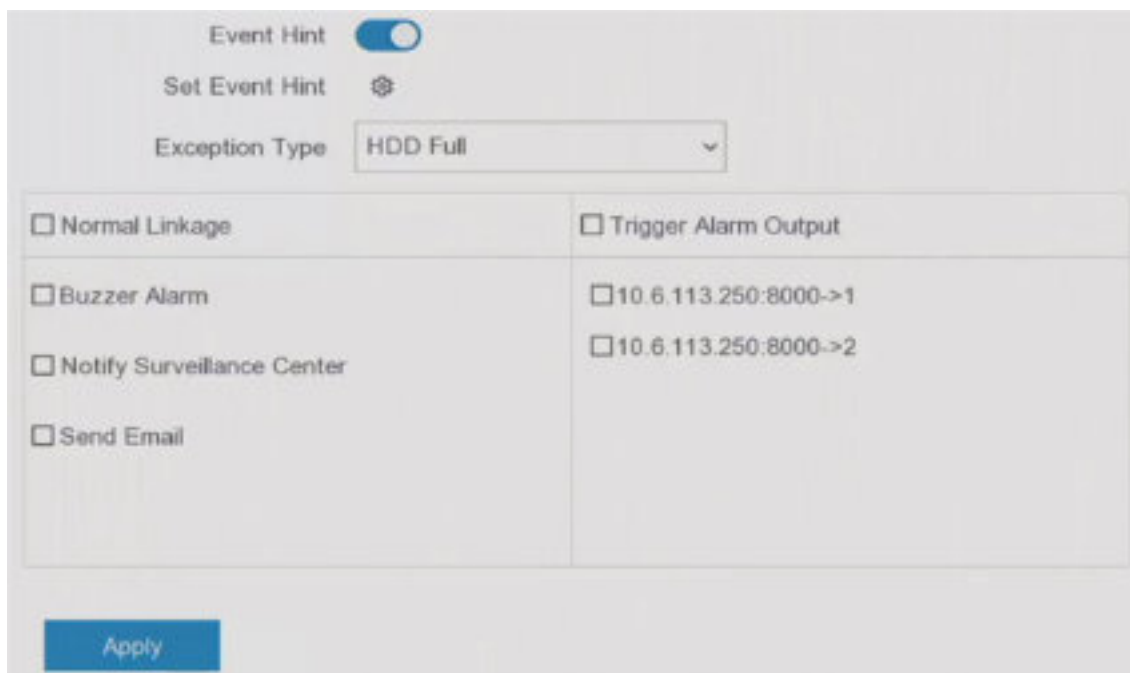 Event Hint
Set Event Hint
Exception Type HDD Full
Normal Linkage Trigger Alarm Output
Buzzer Alarm 10.6.113.250:8000->1
Notify Surveillance Center 10.6.113.250:8000->2
Send Email
Apply